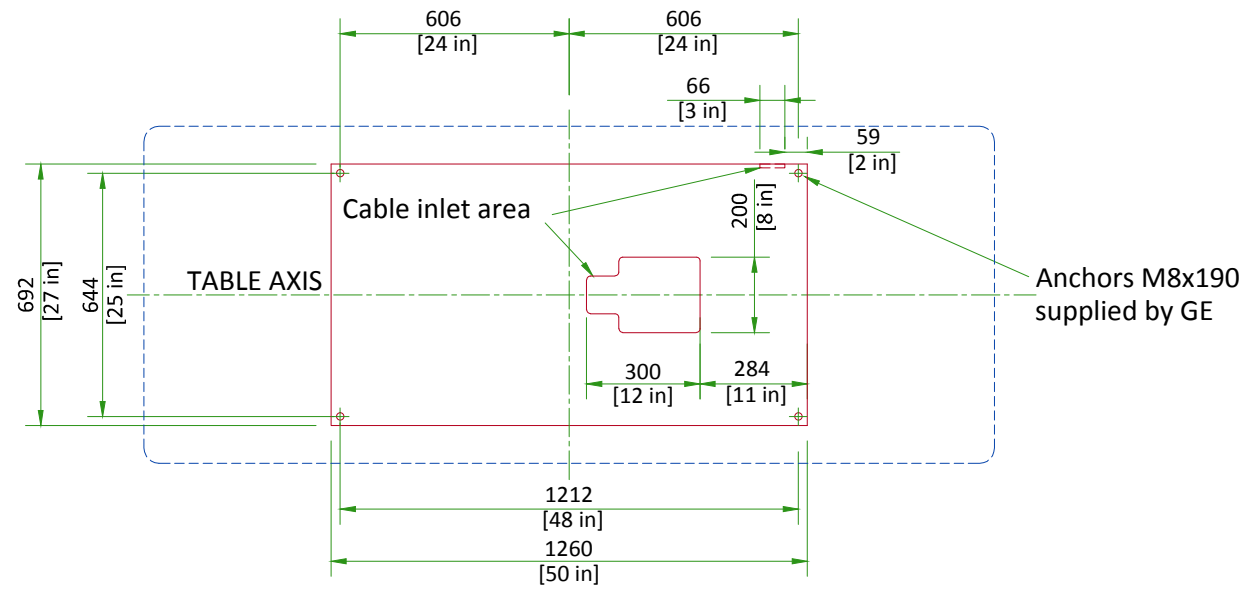 606
[24 in]
606
[24 in]
66
[3 in]
59
[2 in]
Cable inlet area
200
[8 in]
TABLE AXIS
692
[27 in]
644
[25 in]
Anchors M8x190
supplied by GE
300
[12 in]
284
[11 in]
1212
[48 in]
1260
[50 in]